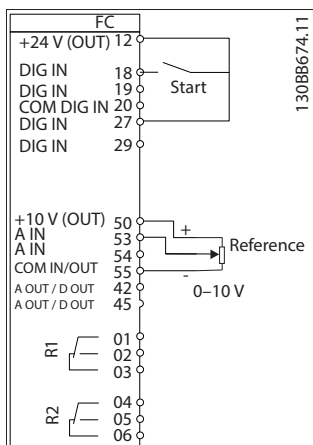 FC
+24 V (OUT) 12
DIG IN 18
DIG IN 19
COM DIG IN 20
DIG IN 27
DIG IN 29
Start
+10 V (OUT) 50
A IN 53
A IN 54
COM IN/OUT 55
A OUT / D OUT 42
A OUT / D OUT 45
+
Reference
-
0–10 V
R1
01
02
03
R2
04
05
06
130BB674.11